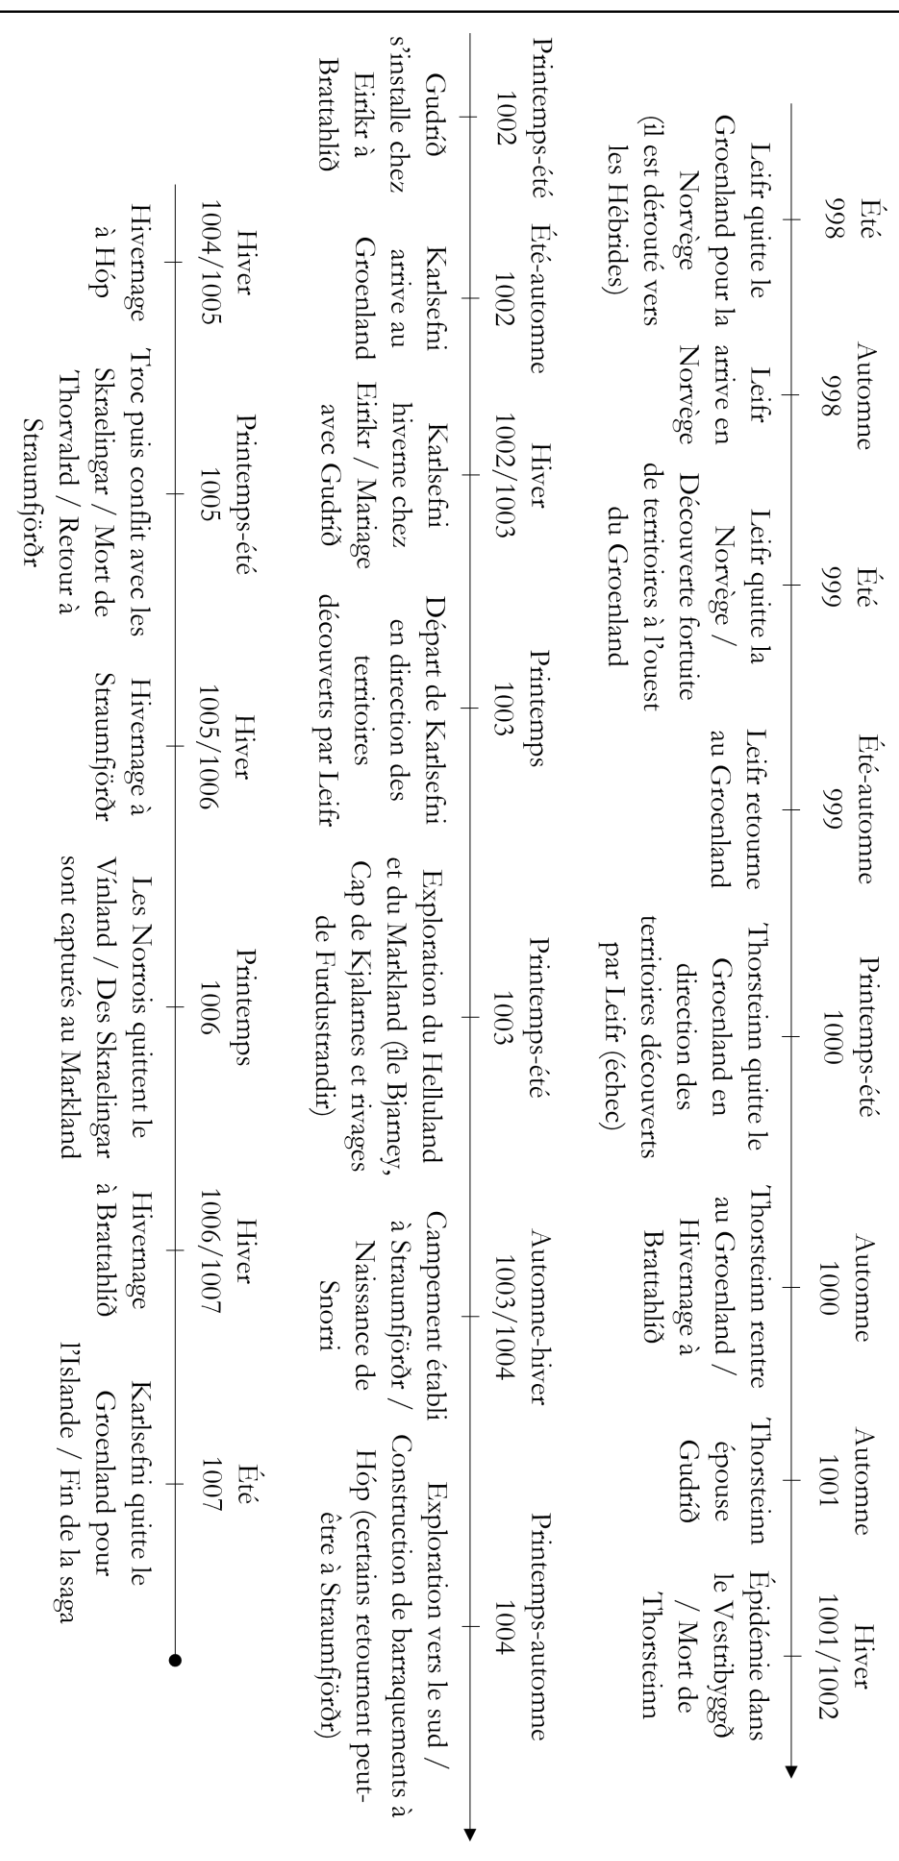 Été
998
Leifr quitte le
Groenland pour la
Norvège
(il est dérouté vers
les Hébrides)
Automne
998
Leifr
arrive en
Norvège
Été
999
Leifr quitte la
Norvège /
Découverte fortuite
de territoires à l'ouest
du Groenland
Été-automne
999
Leifr retourne
au Groenland
Printemps-été
1000
Thorsteinn quitte le
Groenland en
direction des
territoires découverts
par Leifr (échec)
Automne
1000
Thorsteinn rentre
au Groenland /
Hivernage à
Brattahlíð
Automne
1001
Thorsteinn
épouse
Gudríð
Hiver
1001/1002
Épidémie dans
le Vestribyggð
/ Mort de
Thorsteinn
Printemps-été
1002
Gudríð
s'installe chez
Eiríkr à
Brattahlíð
Été-automne
1002
Karlsefni
arrive au
Groenland
Hiver
1002/1003
Karlsefni
hiverne chez
Eiríkr / Mariage
avec Gudríð
Printemps
1003
Départ de Karlsefni
en direction des
territoires
découverts par Leifr
Printemps-été
1003
Exploration du Helluland
et du Markland (île Bjarney,
Cap de Kjalarnes et rivages
de Furdustrandir)
Automne-hiver
1003/1004
Campement établi
à Straumfjörðr /
Naissance de
Snorri
Printemps-automne
1004
Exploration vers le sud /
Construction de barraquements à
Hóp (certains retournent peut-
être à Straumfjörðr)
Hiver
1004/1005
Hivernage
à Hóp
Printemps-été
1005
Troc puis conflit avec les
Skraelingar / Mort de
Thorvalrd / Retour à
Straumfjörðr
Hiver
1005/1006
Hivernage à
Straumfjörðr
Printemps
1006
Les Norrois quittent le
Vínland / Des Skraelingar
sont capturés au Markland
Hiver
1006/1007
Hivernage
à Brattahlíð
Été
1007
Karlsefni quitte le
Groenland pour
l'Islande / Fin de la saga